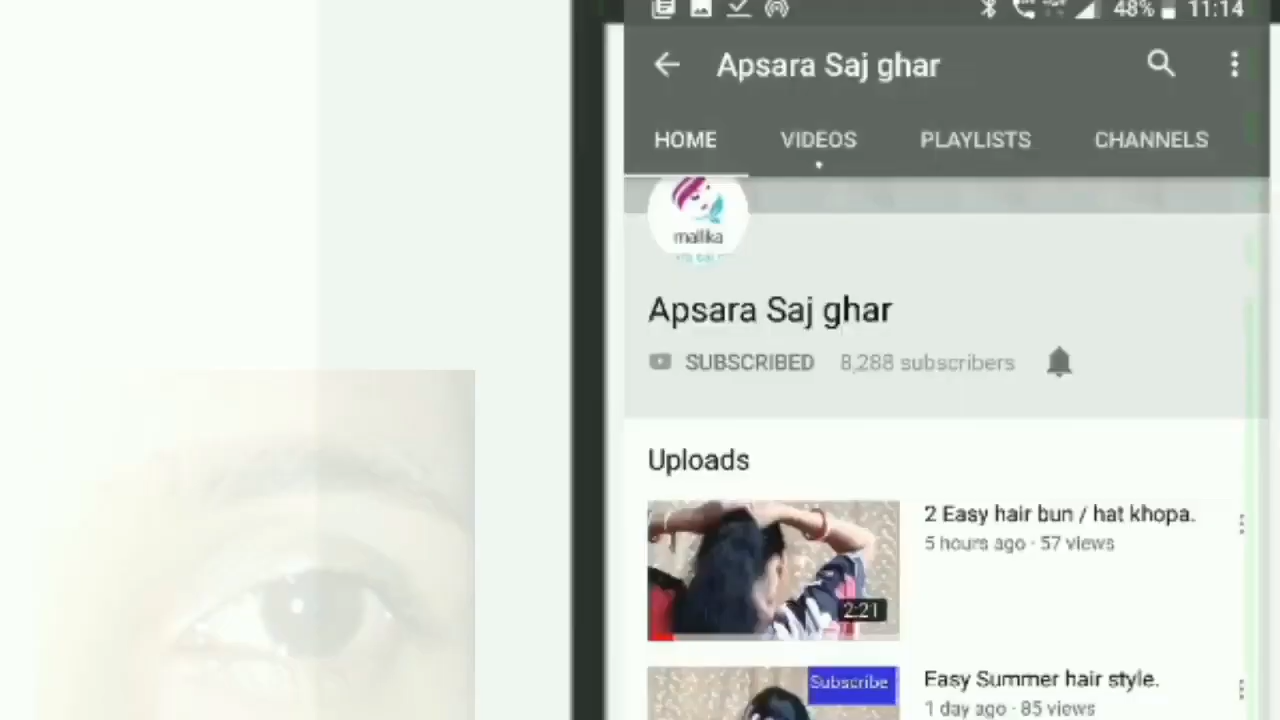 48% 11:14
Apsara Saj ghar
HOME VIDEOS PLAYLISTS CHANNELS
mallika
Apsara Saj ghar
SUBSCRIBED 8,288 subscribers
Uploads
2 Easy hair bun / hat khopa.
5 hours ago · 57 views
2:21
Subscribe
Easy Summer hair style.
1 day ago · 85 views